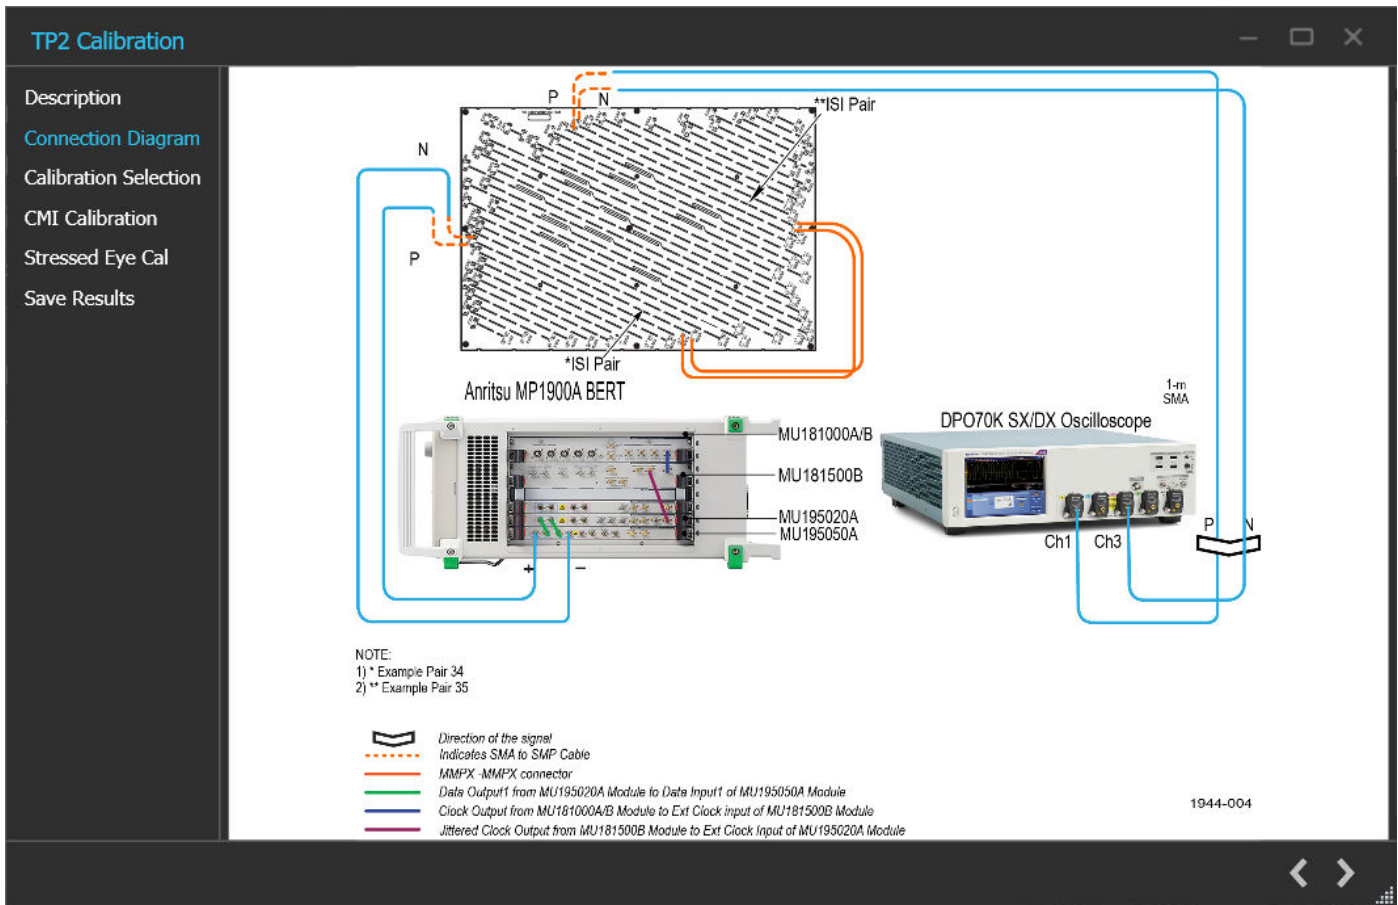 TP2 Calibration
Description
Connection Diagram
Calibration Selection
CMI Calibration
Stressed Eye Cal
Save Results
P
N
**ISI Pair
N
P
*ISI Pair
Anritsu MP1900A BERT
1-m
SMA
DPO70K SX/DX Oscilloscope
MU181000A/B
MU181500B
MU195020A
MU195050A
Ch1
Ch3
P
N
+
−
NOTE:
1) * Example Pair 34
2) ** Example Pair 35
Direction of the signal
Indicates SMA to SMP Cable
MMPX -MMPX connector
Data Output1 from MU195020A Module to Data Input1 of MU195050A Module
Clock Output from MU181000A/B Module to Ext Clock input of MU181500B Module
Jittered Clock Output from MU181500B Module to Ext Clock Input of MU195020A Module
1944-004